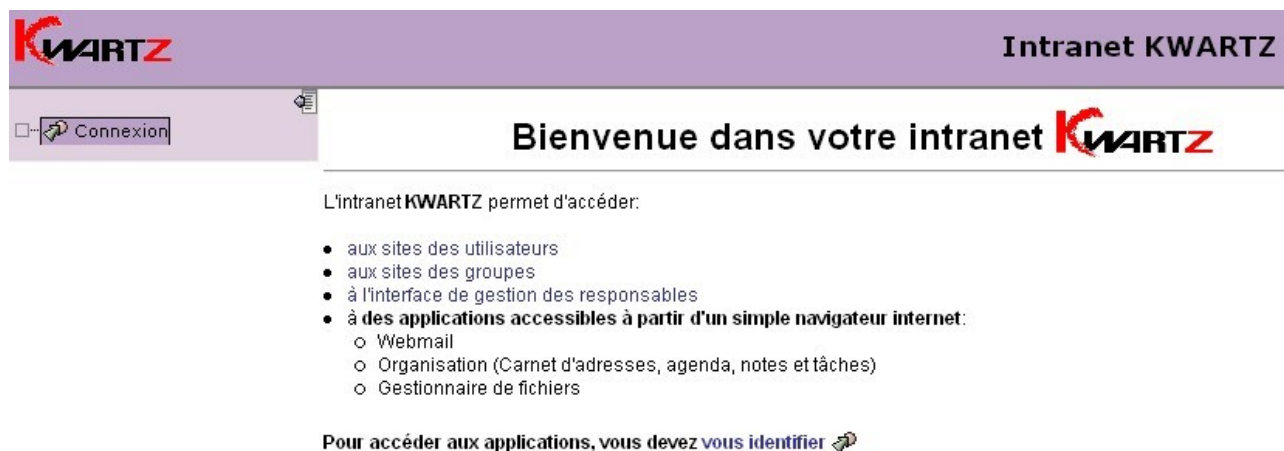 KWARTZ
Intranet KWARTZ
Connexion
Bienvenue dans votre intranet KWARTZ
L'intranet KWARTZ permet d'accéder:
• aux sites des utilisateurs
• aux sites des groupes
• à l'interface de gestion des responsables
• à des applications accessibles à partir d'un simple navigateur internet:
o Webmail
o Organisation (Carnet d'adresses, agenda, notes et tâches)
o Gestionnaire de fichiers
Pour accéder aux applications, vous devez vous identifier